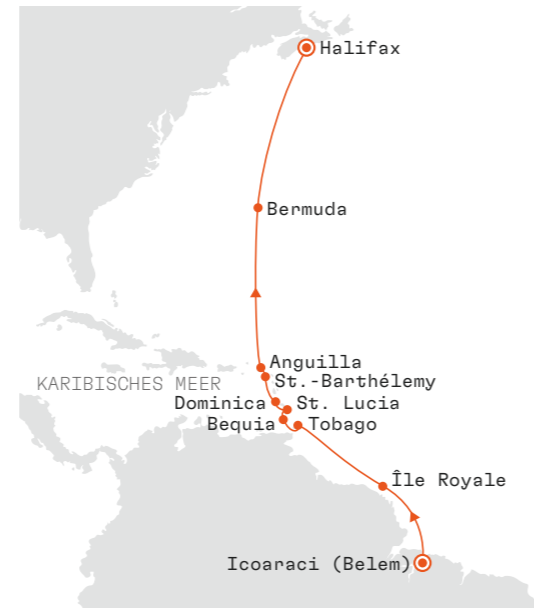 Halifax
Bermuda
Anguilla
KARIBISCHES MEER
St.-Barthélemy
Dominica
St. Lucia
Bequia
Tobago
Île Royale
Icoaraci (Belem)